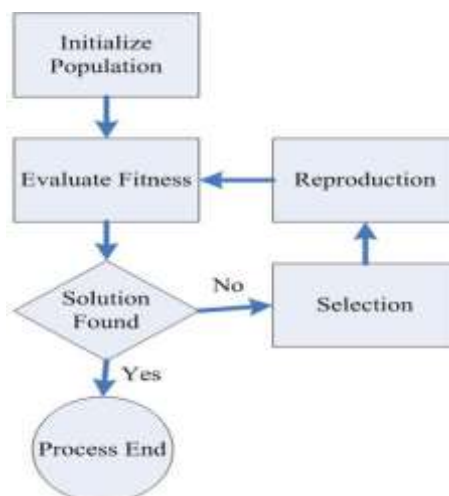 Initialize
Population
Evaluate Fitness
Reproduction
Solution
Found
No
Selection
Yes
Process End